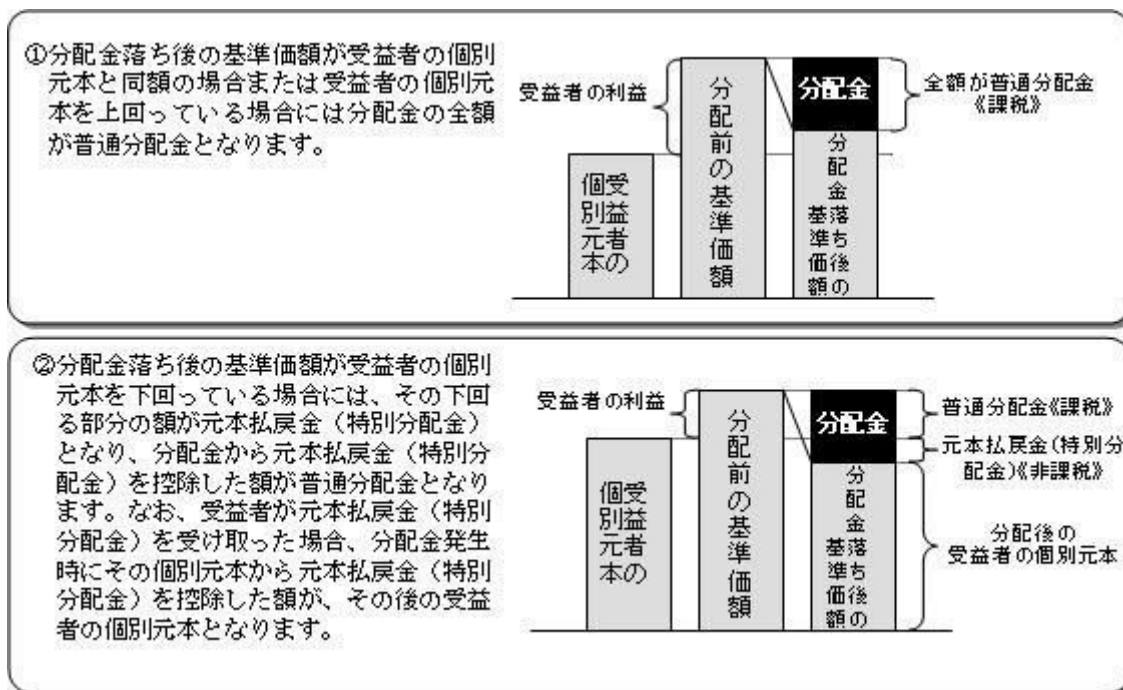 ①分配金落ち後の基準価額が受益者の個別
元本と同額の場合または受益者の個別元
本を上回っている場合には分配金の全額
が普通分配金となります。
受益者の利益
受益者の
個別元本
分配前の基準価額
分配金
分配金落ち後の
基準価額
全額が普通分配金
《課税》
②分配金落ち後の基準価額が受益者の個別
元本を下回っている場合には、その下回
る部分の額が元本払戻金（特別分配金）
となり、分配金から元本払戻金（特別分
配金）を控除した額が普通分配金となり
ます。なお、受益者が元本払戻金（特別
分配金）を受け取った場合、分配金発生
時にその個別元本から元本払戻金（特別
分配金）を控除した額が、その後の受益
者の個別元本となります。
受益者の利益
受益者の
個別元本
分配前の基準価額
分配金
分配金落ち後の
基準価額
普通分配金《課税》
元本払戻金(特別分
配金)《非課税》
分配後の
受益者の個別元本